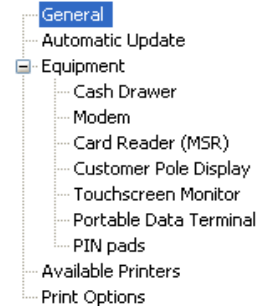 General
Automatic Update
Equipment
Cash Drawer
Modem
Card Reader (MSR)
Customer Pole Display
Touchscreen Monitor
Portable Data Terminal
PIN pads
Available Printers
Print Options